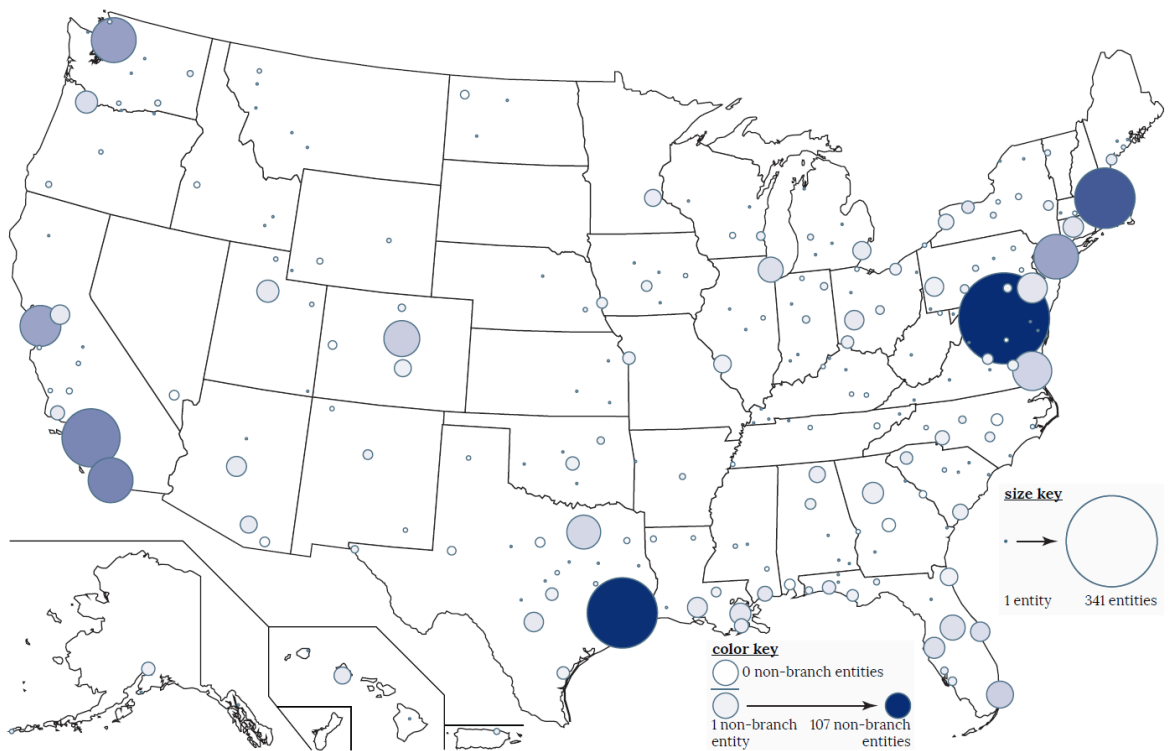 size key
1 entity 341 entities
color key
0 non-branch entities
1 non-branch 107 non-branch
entity entities